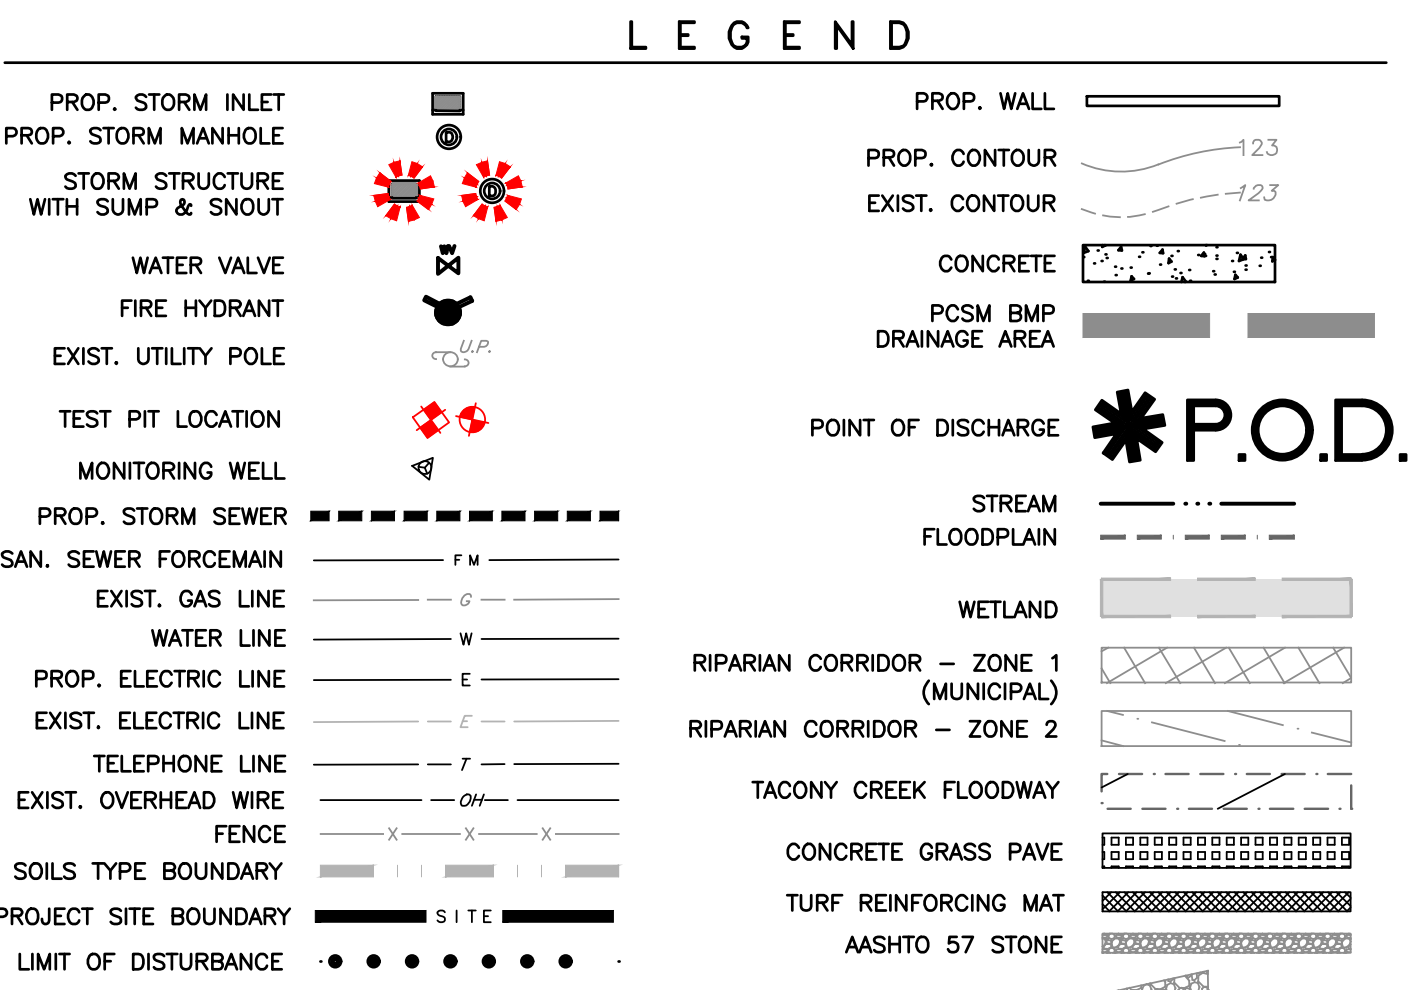 LEGEND
PROP. STORM INLET
PROP. STORM MANHOLE
STORM STRUCTURE
WITH SUMP & SNOUT
WATER VALVE
WV
FIRE HYDRANT
EXIST. UTILITY POLE
U.P.
TEST PIT LOCATION
MONITORING WELL
PROP. STORM SEWER
SAN. SEWER FORCEMAIN
FM
EXIST. GAS LINE
G
WATER LINE
W
PROP. ELECTRIC LINE
E
EXIST. ELECTRIC LINE
E
TELEPHONE LINE
T
EXIST. OVERHEAD WIRE
OH
FENCE
X X X
SOILS TYPE BOUNDARY
PROJECT SITE BOUNDARY
SITE
LIMIT OF DISTURBANCE
PROP. WALL
PROP. CONTOUR
123
EXIST. CONTOUR
123
CONCRETE
PCSM BMP
DRAINAGE AREA
POINT OF DISCHARGE
P.O.D.
STREAM
FLOODPLAIN
WETLAND
RIPARIAN CORRIDOR – ZONE 1
(MUNICIPAL)
RIPARIAN CORRIDOR – ZONE 2
TACONY CREEK FLOODWAY
CONCRETE GRASS PAVE
TURF REINFORCING MAT
AASHTO 57 STONE